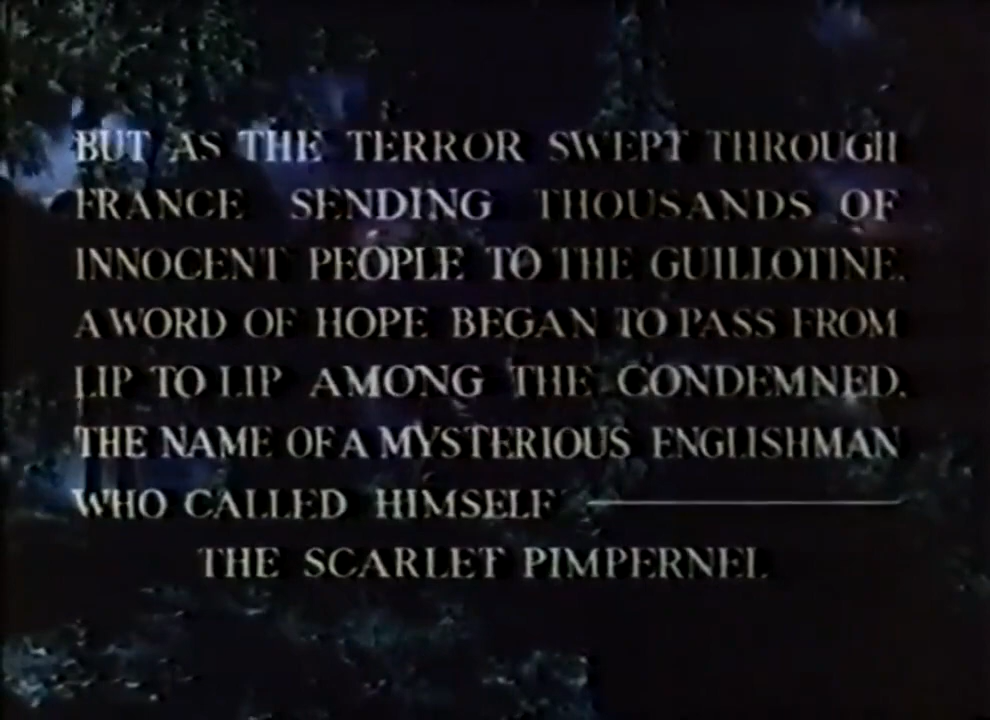 BUT AS THE TERROR SWEPT THROUGH
FRANCE SENDING THOUSANDS OF
INNOCENT PEOPLE TO THE GUILLOTINE,
A WORD OF HOPE BEGAN TO PASS FROM
LIP TO LIP AMONG THE CONDEMNED,
THE NAME OF A MYSTERIOUS ENGLISHMAN
WHO CALLED HIMSELF ———
THE SCARLET PIMPERNEL